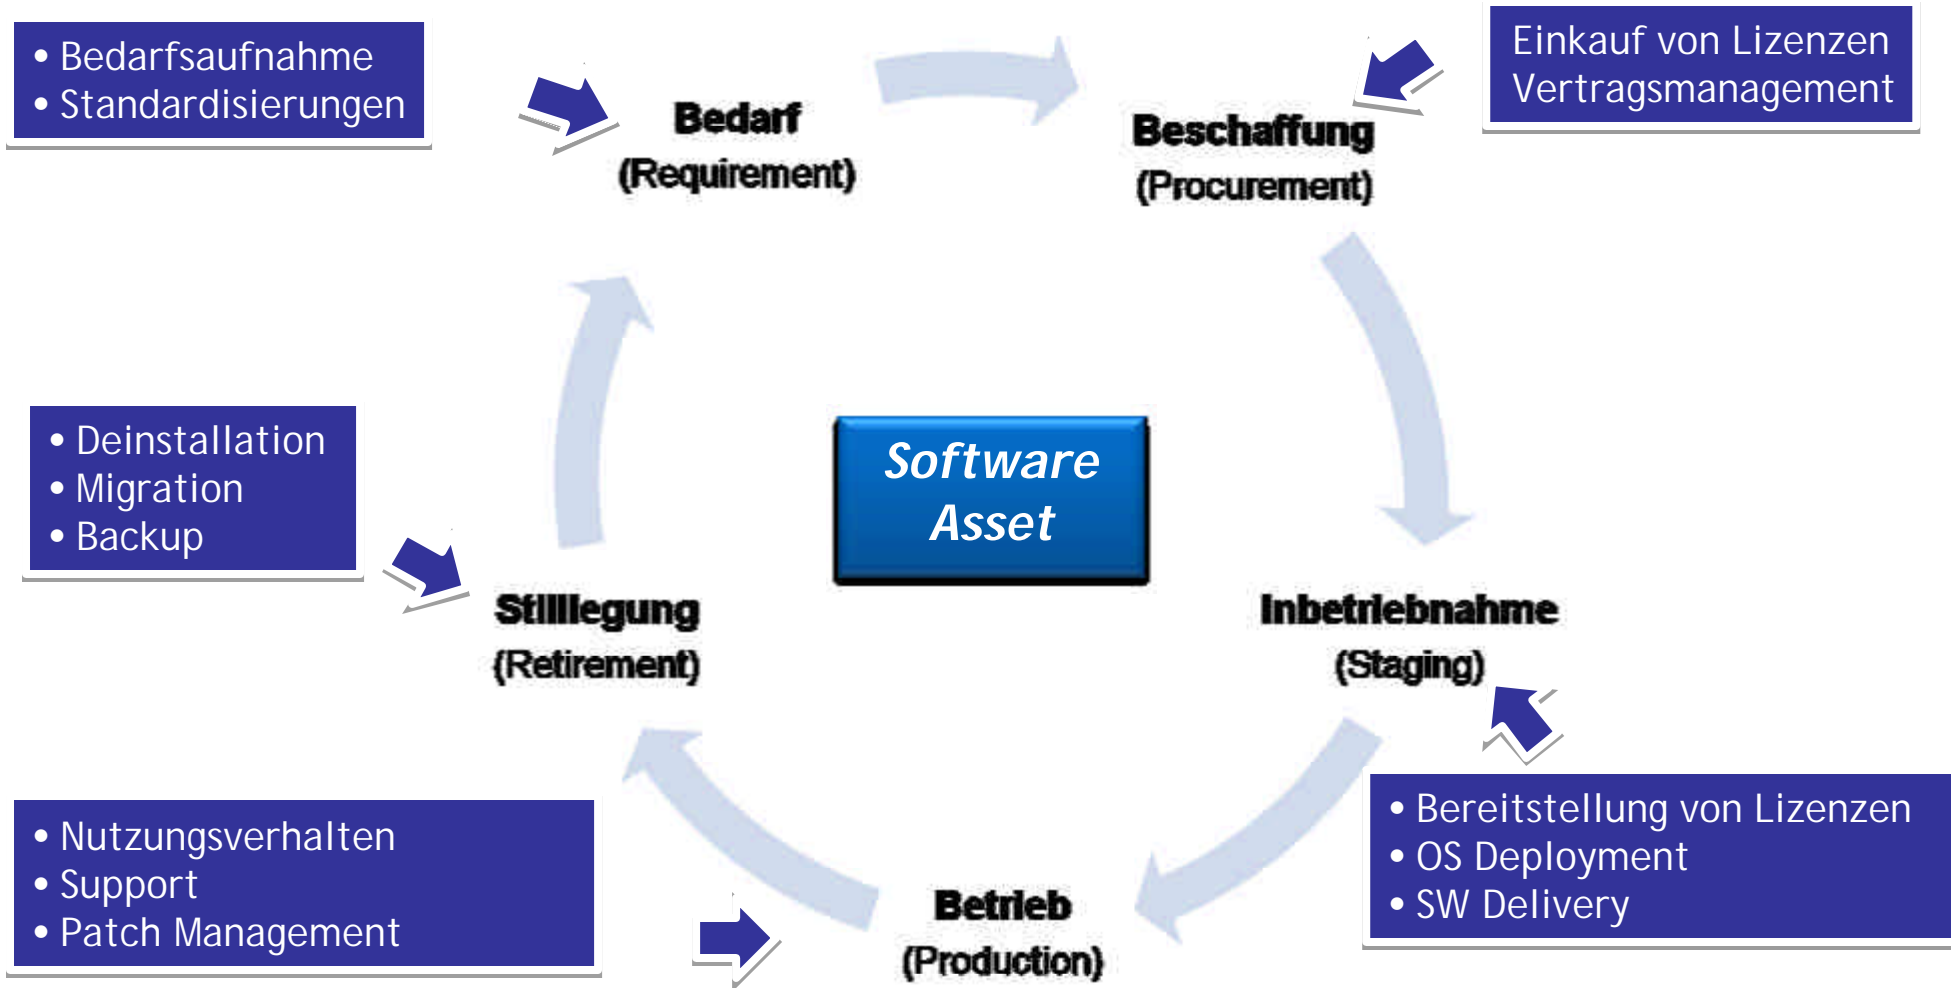 • Bedarfsaufnahme
• Standardisierungen
Bedarf
(Requirement)
Beschaffung
(Procurement)
Einkauf von Lizenzen
Vertragsmanagement
• Deinstallation
• Migration
• Backup
Software
Asset
Stilllegung
(Retirement)
Inbetriebnahme
(Staging)
• Nutzungsverhalten
• Support
• Patch Management
Betrieb
(Production)
• Bereitstellung von Lizenzen
• OS Deployment
• SW Delivery